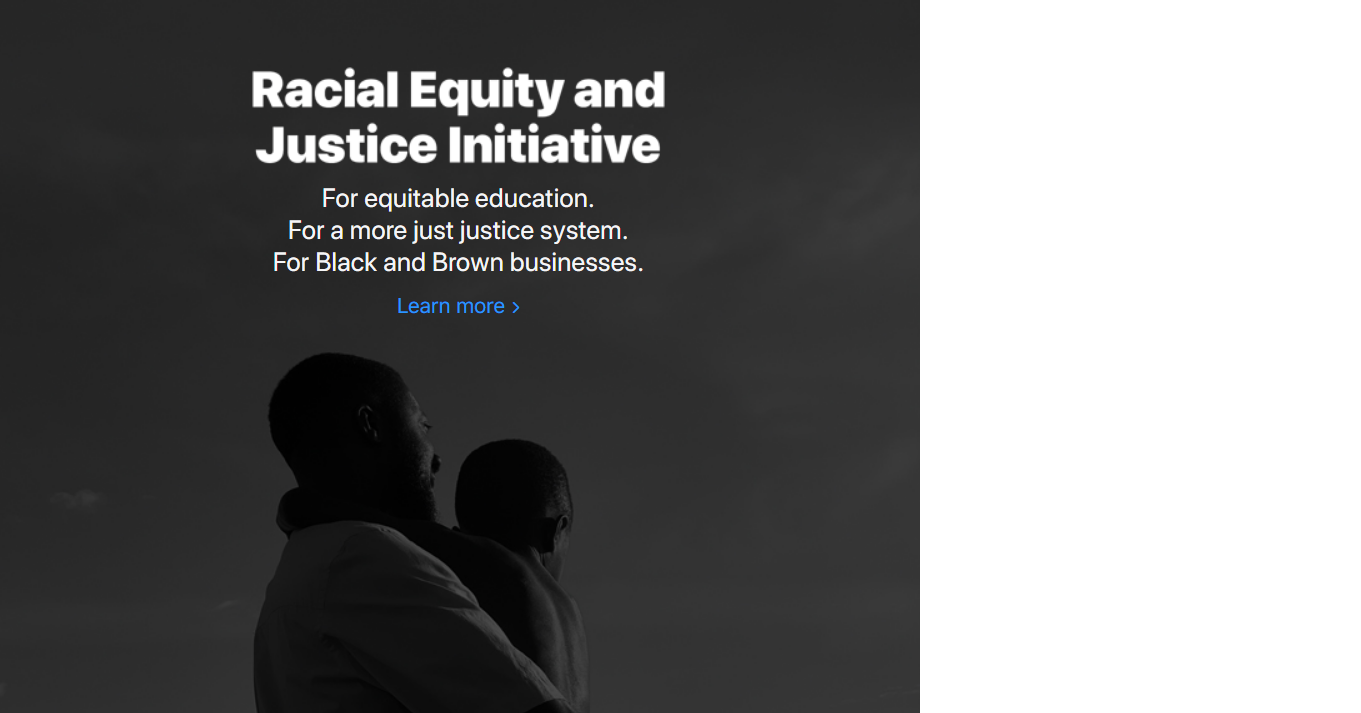 Racial Equity and
Justice Initiative
For equitable education.
For a more just justice system.
For Black and Brown businesses.
Learn more >